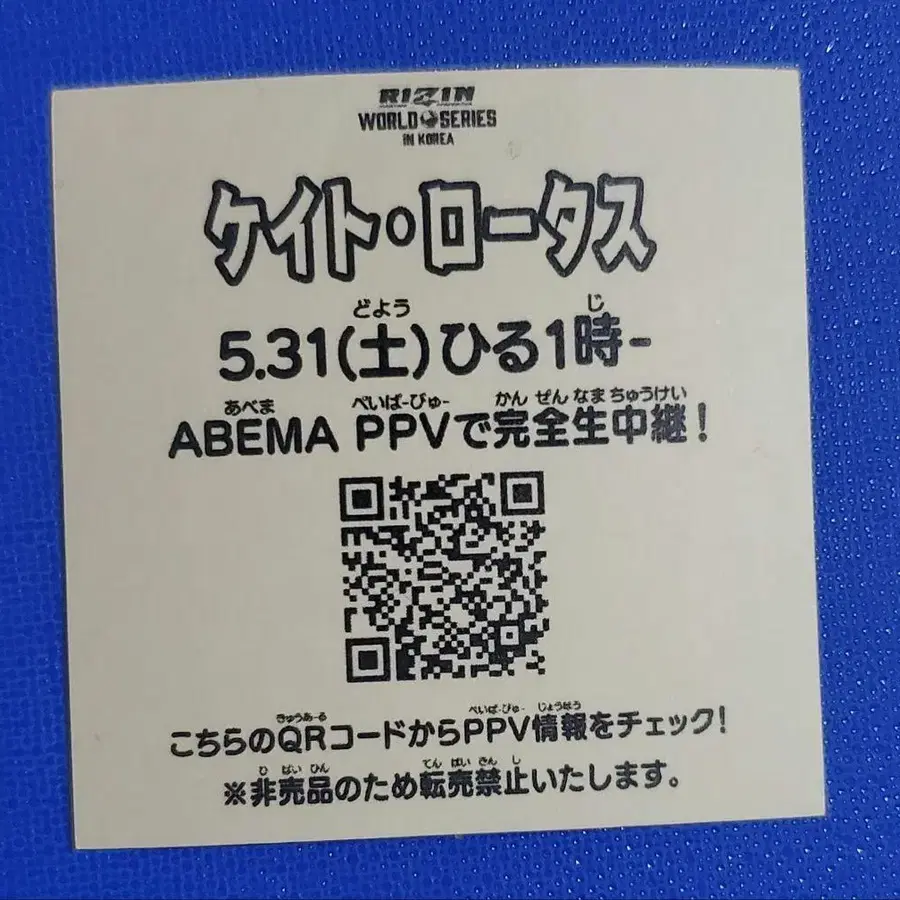 RIZIN
WORLD SERIES
IN KOREA
ケイト・ロータス
どよう じ
5.31(土)ひる1時-
あべま ぺいぱーびゅー かん ぜん なま ちゅうけい
ABEMA PPVで完全生中継！
きゅうあーる ぺいぱーびゅー じょうほう
こちらのQRコードからPPV情報をチェック！
ひ ばい ひん てん ばい きん し
※非売品のため転売禁止いたします。